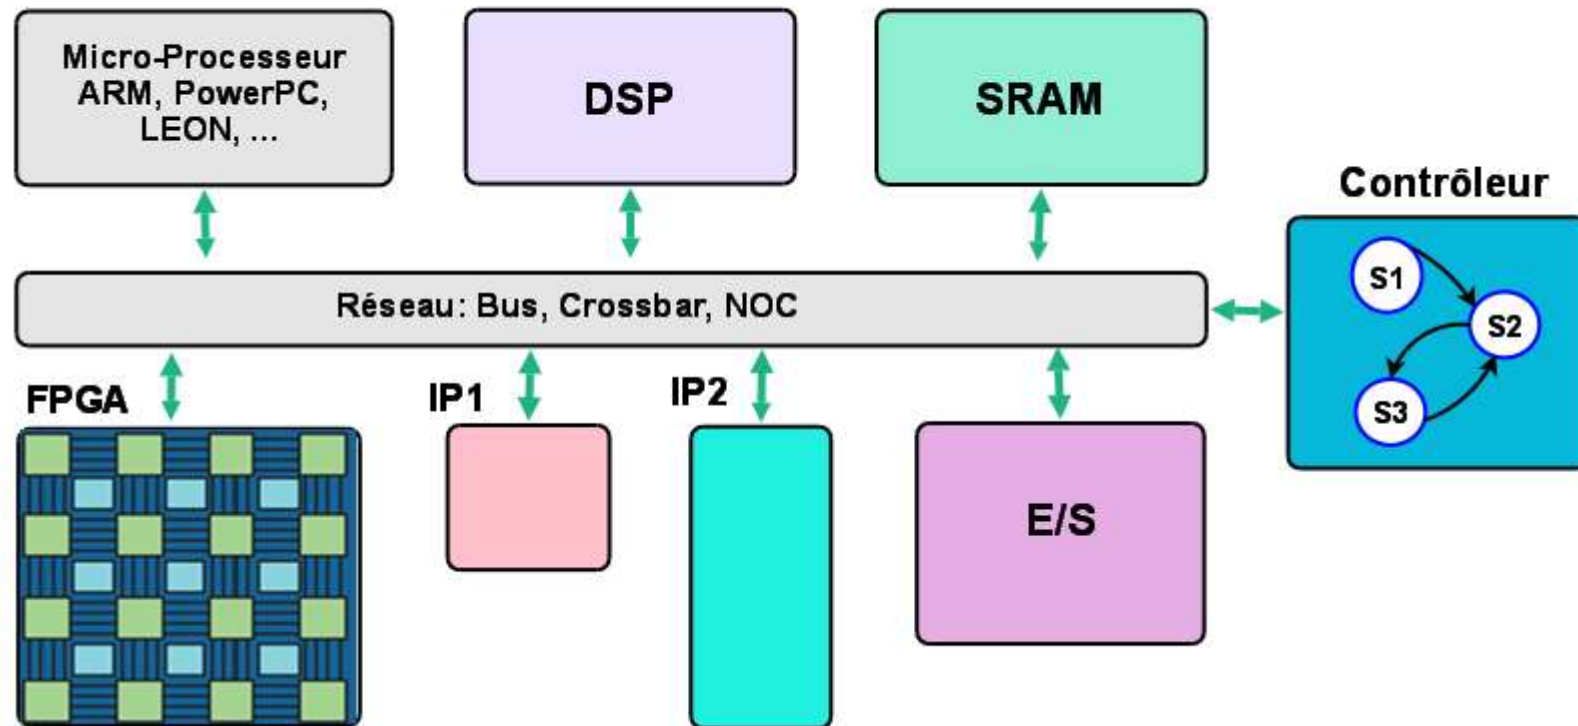 Micro-Processeur
ARM, PowerPC,
LEON, ...
DSP
SRAM
Contrôleur
S1
S2
S3
Réseau: Bus, Crossbar, NOC
FPGA
IP1
IP2
E/S